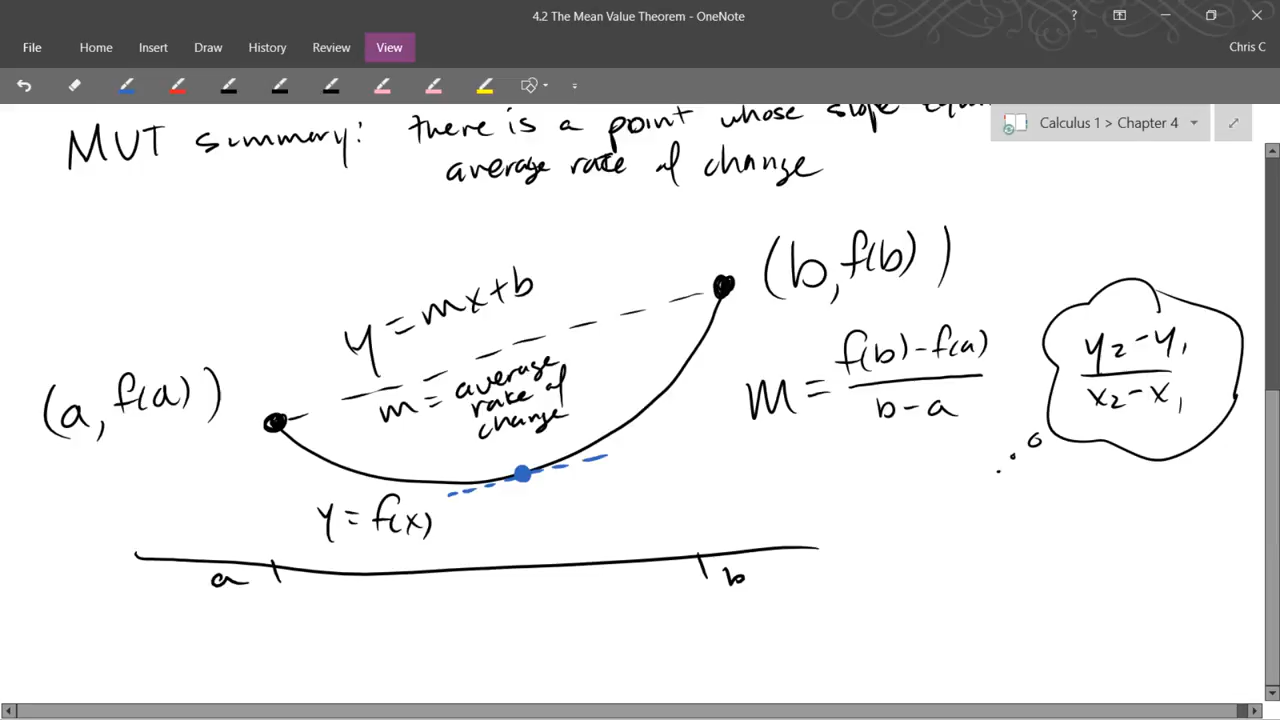 4.2 The Mean Value Theorem - OneNote
?
File
Home
Insert
Draw
History
Review
View
Chris C
Calculus 1 > Chapter 4
MVT summary: there is a point whose slope
average rate of change
(b, f(b))
y = mx+b
(a, f(a))
m = average
rate of
change
m = f(b)-f(a)
b-a
y2-y1
x2-x1
y = f(x)
a
b